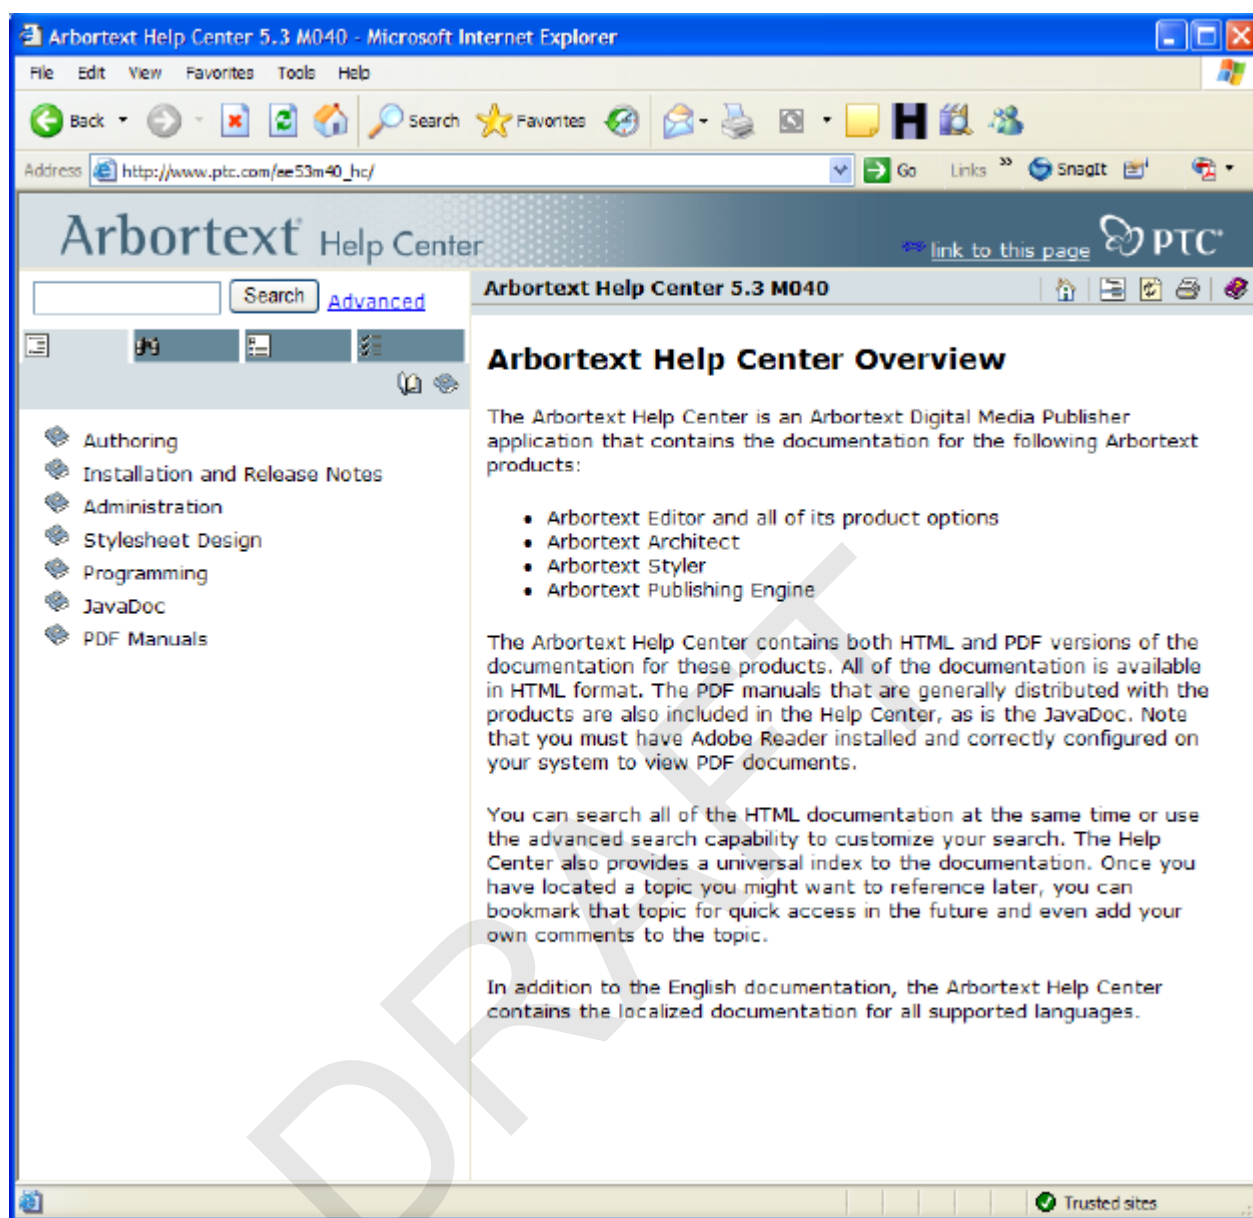 Arbortext Help Center 5.3 M040 - Microsoft Internet Explorer
File Edit View Favorites Tools Help
Back Search Favorites
Address http://www.ptc.com/ee53m40_hc/ Go Links » SnagIt
Arbortext Help Center link to this page PTC
Search Advanced
Arbortext Help Center 5.3 M040
Authoring
Installation and Release Notes
Administration
Stylesheet Design
Programming
JavaDoc
PDF Manuals
Arbortext Help Center Overview
The Arbortext Help Center is an Arbortext Digital Media Publisher
application that contains the documentation for the following Arbortext
products:
• Arbortext Editor and all of its product options
• Arbortext Architect
• Arbortext Styler
• Arbortext Publishing Engine
The Arbortext Help Center contains both HTML and PDF versions of the
documentation for these products. All of the documentation is available
in HTML format. The PDF manuals that are generally distributed with the
products are also included in the Help Center, as is the JavaDoc. Note
that you must have Adobe Reader installed and correctly configured on
your system to view PDF documents.
You can search all of the HTML documentation at the same time or use
the advanced search capability to customize your search. The Help
Center also provides a universal index to the documentation. Once you
have located a topic you might want to reference later, you can
bookmark that topic for quick access in the future and even add your
own comments to the topic.
In addition to the English documentation, the Arbortext Help Center
contains the localized documentation for all supported languages.
DRAFT
Trusted sites